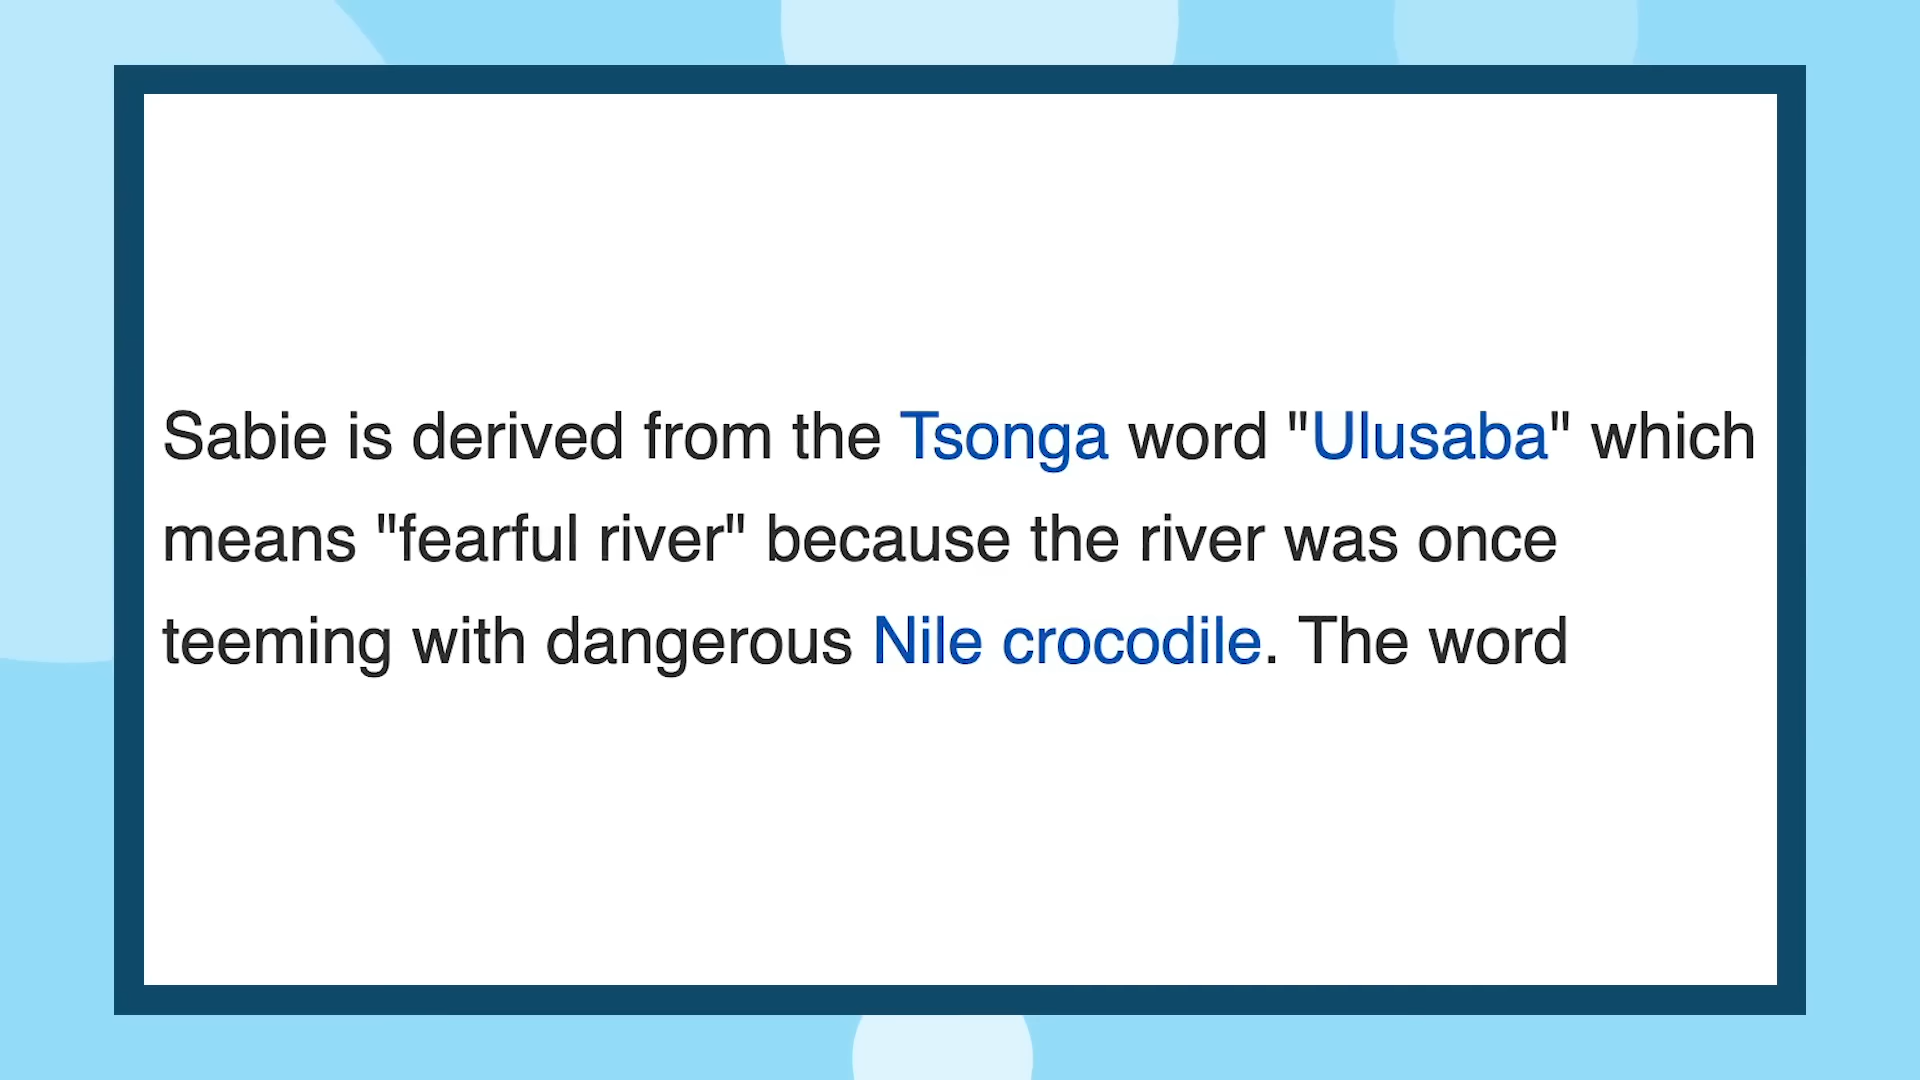 Sabie is derived from the Tsonga word "Ulusaba" which
means "fearful river" because the river was once
teeming with dangerous Nile crocodile. The word